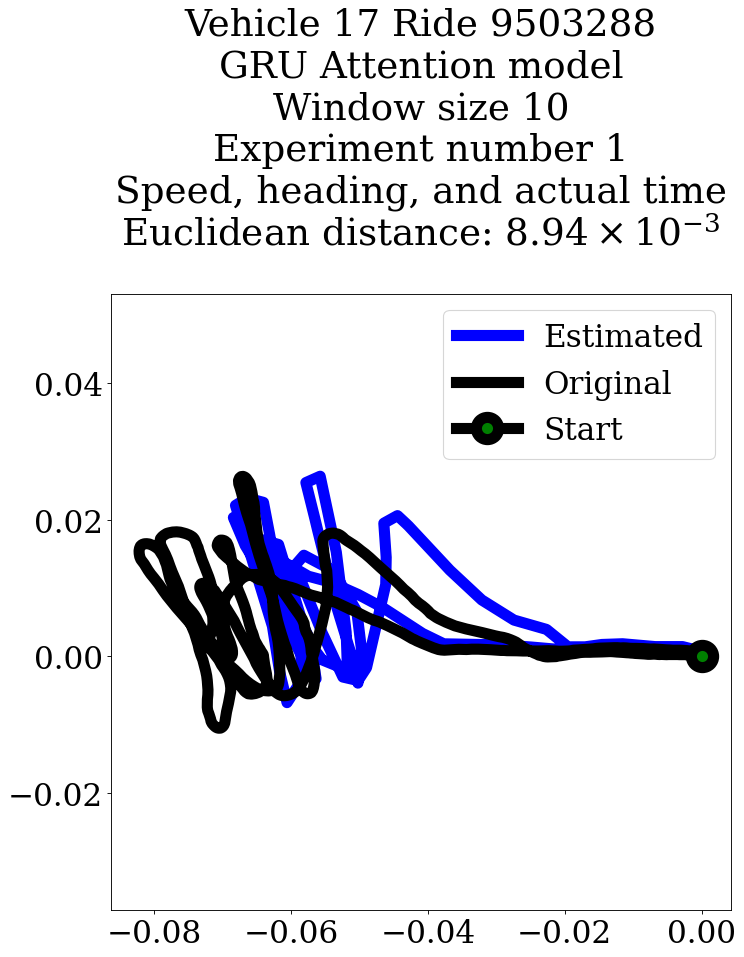 Vehicle 17 Ride 9503288
GRU Attention model
Window size 10
Experiment number 1
Speed, heading, and actual time
Euclidean distance: 8.94 × 10⁻³
Estimated
Original
Start
0.04
0.02
0.00
−0.02
−0.08 −0.06 −0.04 −0.02 0.00